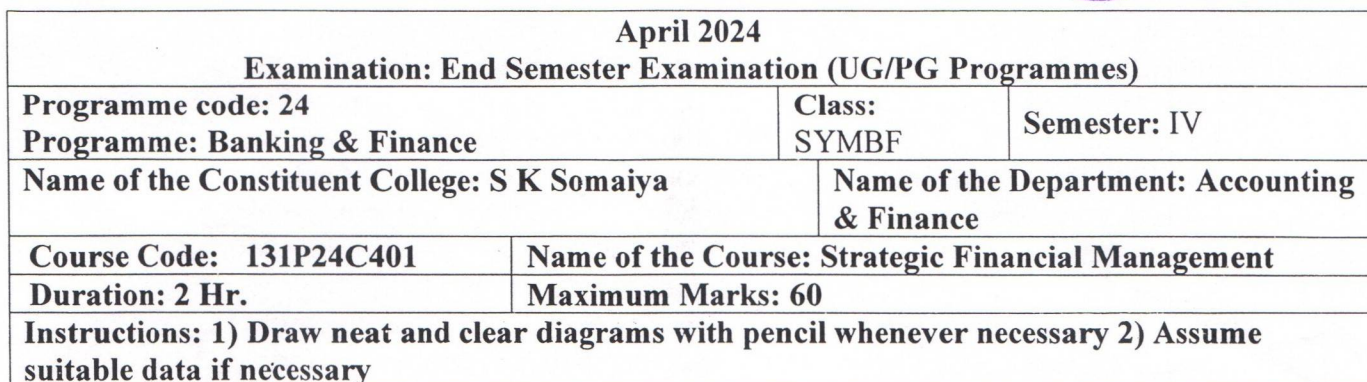 April 2024
Examination: End Semester Examination (UG/PG Programmes)
Programme code: 24
Programme: Banking & Finance
Class:
SYMBF
Semester: IV
Name of the Constituent College: S K Somaiya
Name of the Department: Accounting
& Finance
Course Code: 131P24C401
Name of the Course: Strategic Financial Management
Duration: 2 Hr.
Maximum Marks: 60
Instructions: 1) Draw neat and clear diagrams with pencil whenever necessary 2) Assume
suitable data if necessary